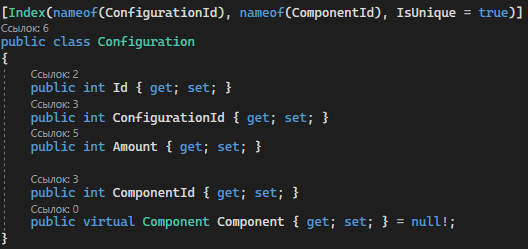 [Index(nameof(ConfigurationId), nameof(ComponentId), IsUnique = true)]
Ссылок: 6
public class Configuration
{
Ссылок: 2
public int Id { get; set; }
Ссылок: 3
public int ConfigurationId { get; set; }
Ссылок: 5
public int Amount { get; set; }
Ссылок: 3
public int ComponentId { get; set; }
Ссылок: 0
public virtual Component Component { get; set; } = null!;
}